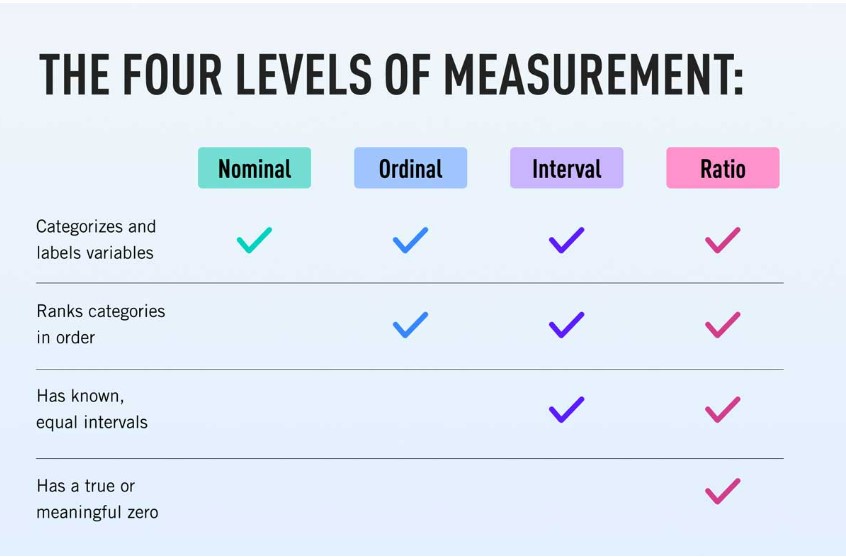 THE FOUR LEVELS OF MEASUREMENT:
Nominal Ordinal Interval Ratio
Categorizes and
labels variables
Ranks categories
in order
Has known,
equal intervals
Has a true or
meaningful zero